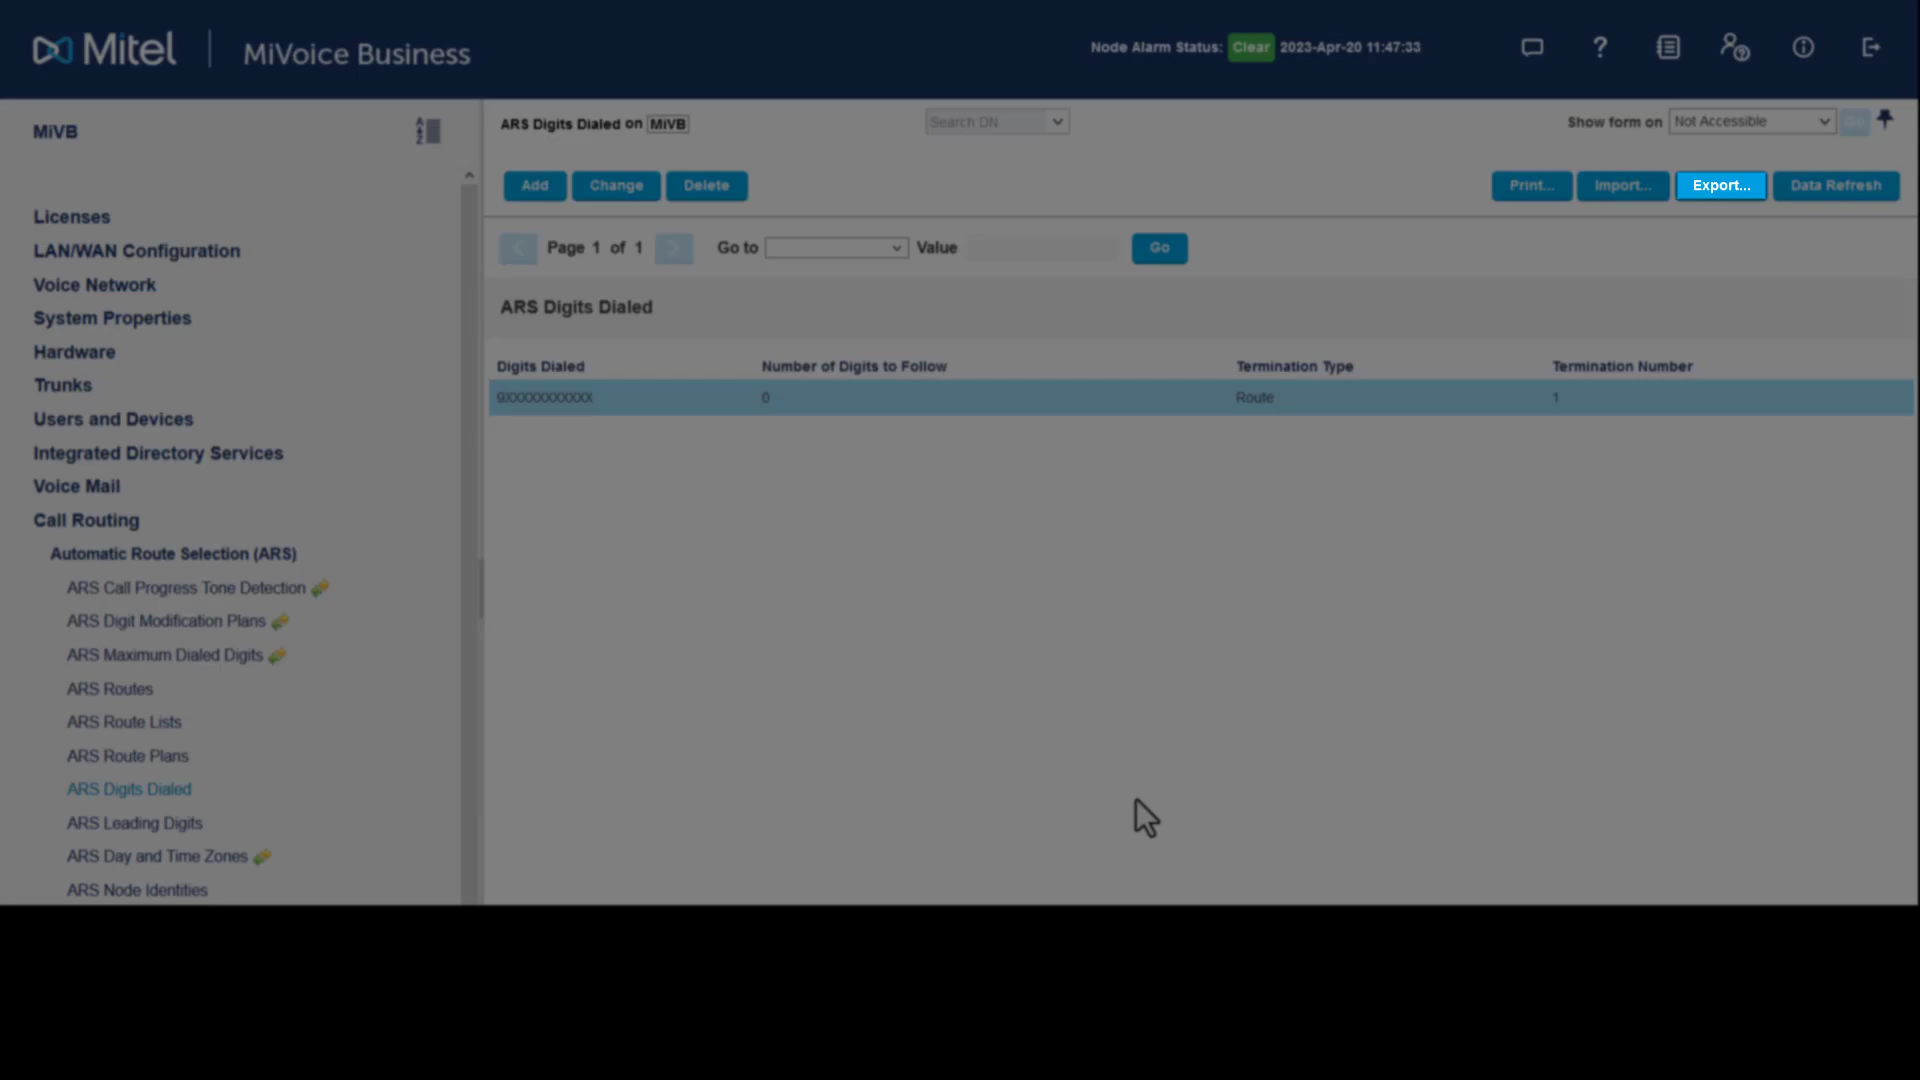 Mitel | MiVoice Business
Node Alarm Status: Clear 2023-Apr-20 11:47:33
MiVB
ARS Digits Dialed on MiVB
Search DN
Show form on Not Accessible Go
Add Change Delete
Print... Import... Export... Data Refresh
Page 1 of 1
Go to
Value
Go
ARS Digits Dialed
Digits Dialed Number of Digits to Follow Termination Type Termination Number
9XXXXXXXXXXX 0 Route 1
Licenses
LAN/WAN Configuration
Voice Network
System Properties
Hardware
Trunks
Users and Devices
Integrated Directory Services
Voice Mail
Call Routing
Automatic Route Selection (ARS)
ARS Call Progress Tone Detection
ARS Digit Modification Plans
ARS Maximum Dialed Digits
ARS Routes
ARS Route Lists
ARS Route Plans
ARS Digits Dialed
ARS Leading Digits
ARS Day and Time Zones
ARS Node Identities